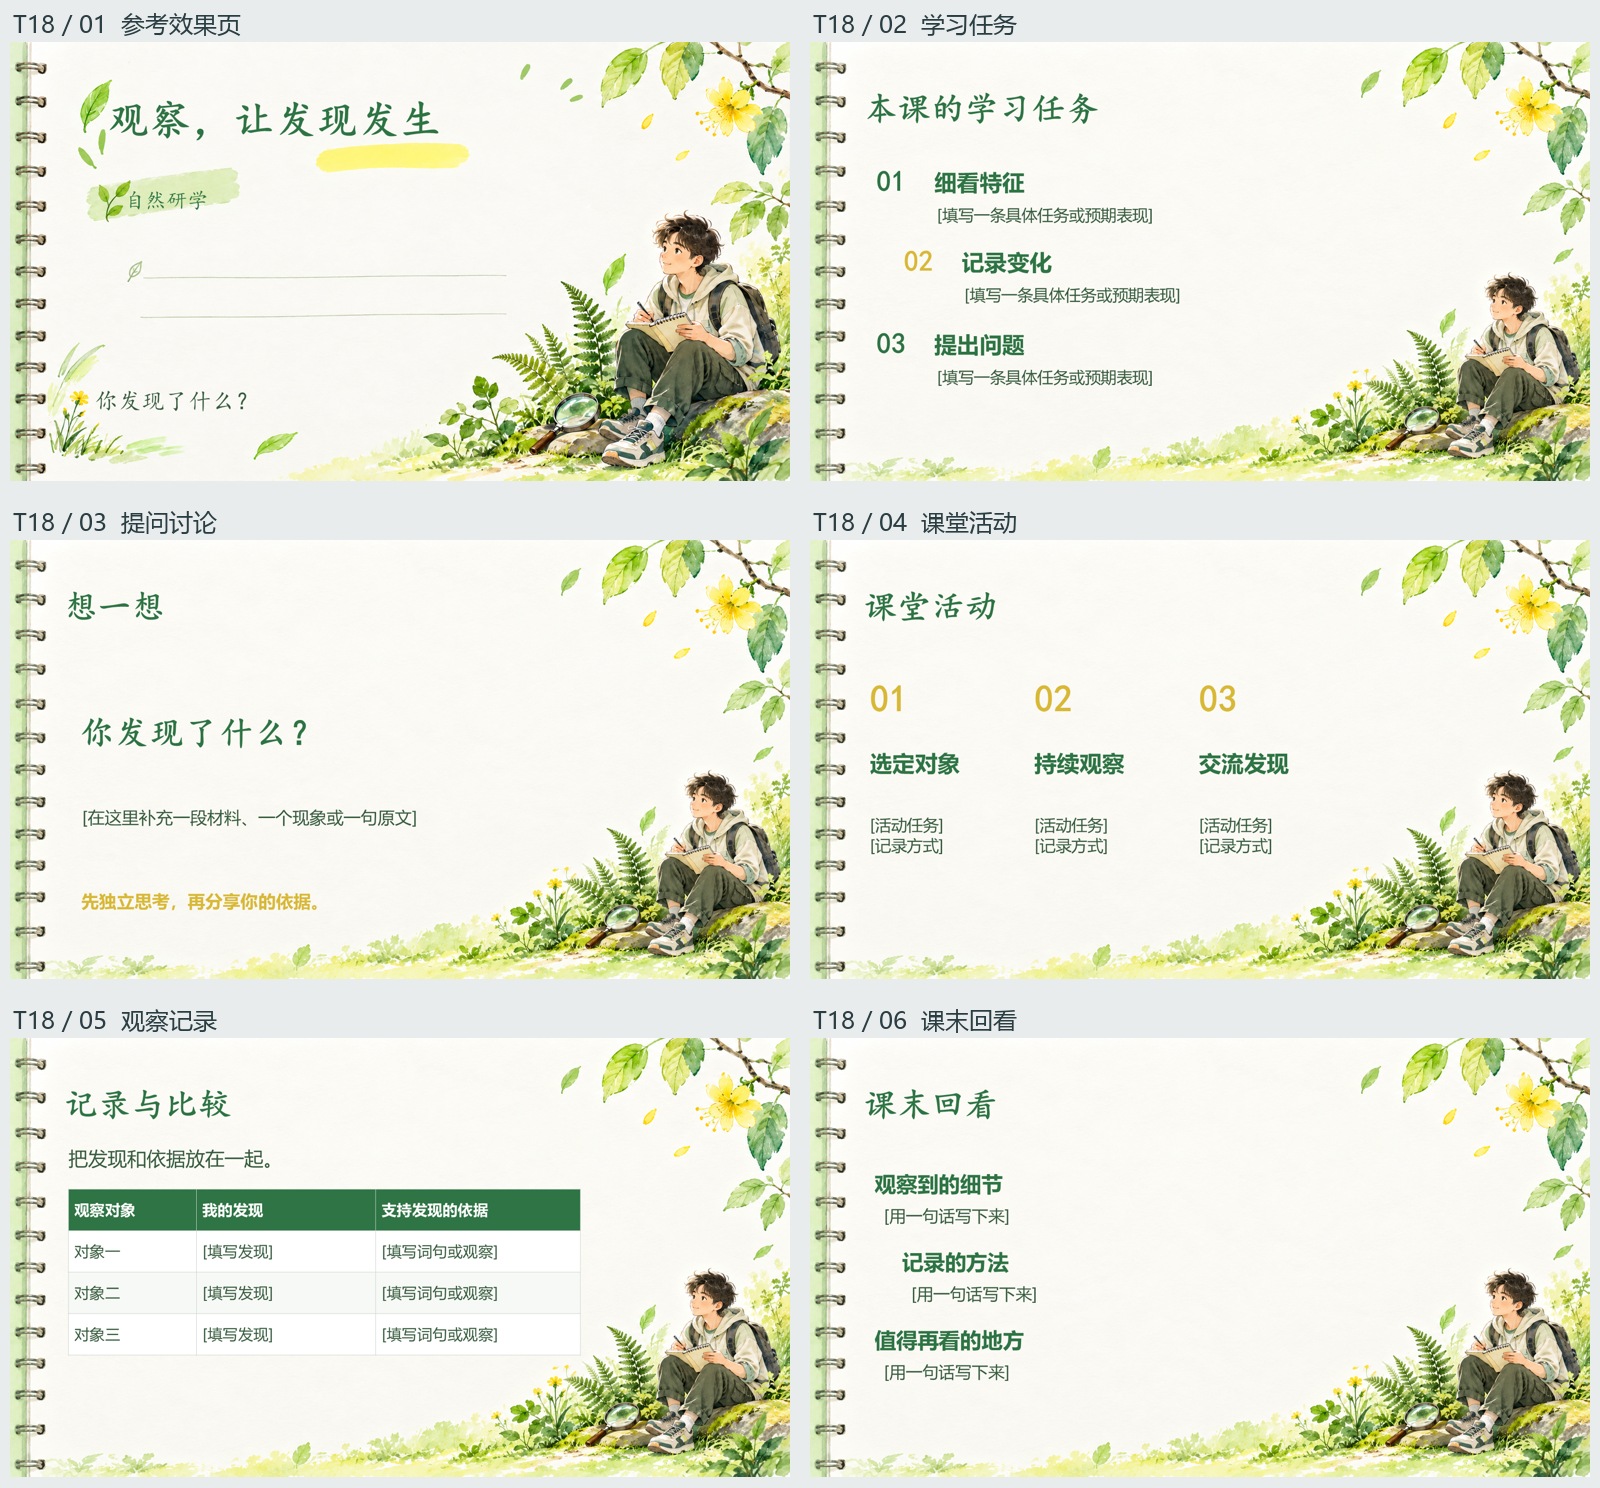 T18 / 01 参考效果页
观察，让发现发生
自然研学
你发现了什么？
T18 / 02 学习任务
本课的学习任务
01 细看特征
[填写一条具体任务或预期表现]
02 记录变化
[填写一条具体任务或预期表现]
03 提出问题
[填写一条具体任务或预期表现]
T18 / 03 提问讨论
想一想
你发现了什么？
[在这里补充一段材料、一个现象或一句原文]
先独立思考，再分享你的依据。
T18 / 04 课堂活动
课堂活动
01 02 03
选定对象 持续观察 交流发现
[活动任务] [活动任务] [活动任务]
[记录方式] [记录方式] [记录方式]
T18 / 05 观察记录
记录与比较
把发现和依据放在一起。
观察对象 我的发现 支持发现的依据
对象一 [填写发现] [填写词句或观察]
对象二 [填写发现] [填写词句或观察]
对象三 [填写发现] [填写词句或观察]
T18 / 06 课末回看
课末回看
观察到的细节
[用一句话写下来]
记录的方法
[用一句话写下来]
值得再看的地方
[用一句话写下来]